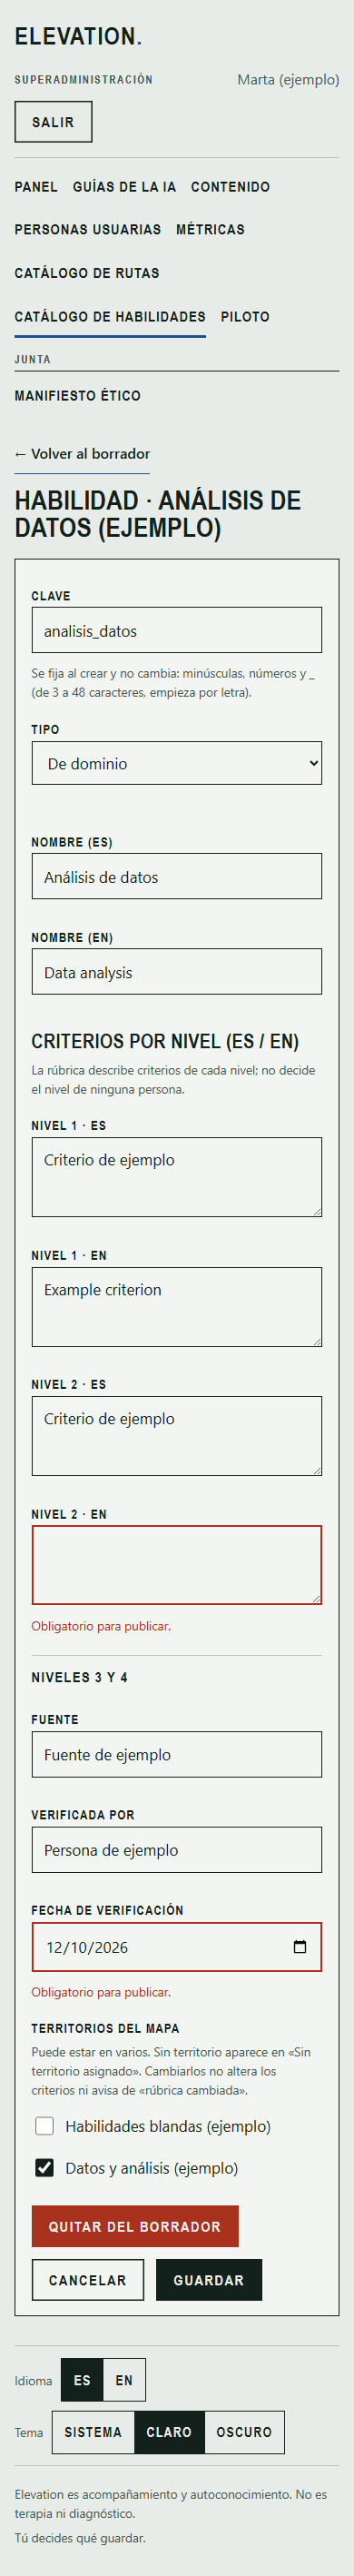 ELEVATION.
SUPERADMINISTRACIÓN
Marta (ejemplo)
SALIR
PANEL GUÍAS DE LA IA CONTENIDO
PERSONAS USUARIAS MÉTRICAS
CATÁLOGO DE RUTAS
CATÁLOGO DE HABILIDADES PILOTO
JUNTA
MANIFIESTO ÉTICO
← Volver al borrador
HABILIDAD · ANÁLISIS DE
DATOS (EJEMPLO)
CLAVE
analisis_datos
Se fija al crear y no cambia: minúsculas, números y _
(de 3 a 48 caracteres, empieza por letra).
TIPO
De dominio
NOMBRE (ES)
Análisis de datos
NOMBRE (EN)
Data analysis
CRITERIOS POR NIVEL (ES / EN)
La rúbrica describe criterios de cada nivel; no decide
el nivel de ninguna persona.
NIVEL 1 · ES
Criterio de ejemplo
NIVEL 1 · EN
Example criterion
NIVEL 2 · ES
Criterio de ejemplo
NIVEL 2 · EN
Obligatorio para publicar.
NIVELES 3 Y 4
FUENTE
Fuente de ejemplo
VERIFICADA POR
Persona de ejemplo
FECHA DE VERIFICACIÓN
12/10/2026
Obligatorio para publicar.
TERRITORIOS DEL MAPA
Puede estar en varios. Sin territorio aparece en «Sin
territorio asignado». Cambiarlos no altera los
criterios ni avisa de «rúbrica cambiada».
Habilidades blandas (ejemplo)
Datos y análisis (ejemplo)
QUITAR DEL BORRADOR
CANCELAR GUARDAR
Idioma ES EN
Tema SISTEMA CLARO OSCURO
Elevation es acompañamiento y autoconocimiento. No es
terapia ni diagnóstico.
Tú decides qué guardar.